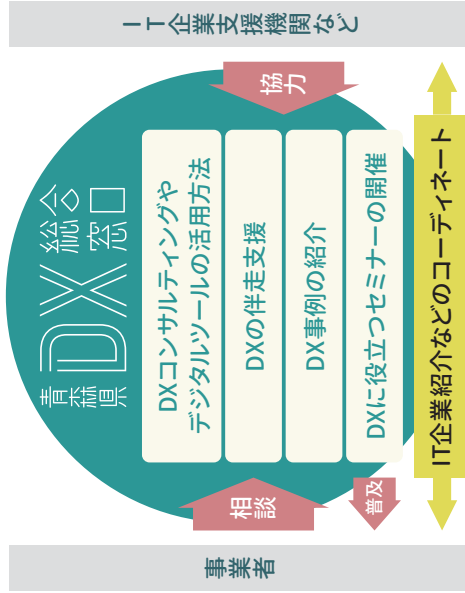 事業者
相談
普及
青森県
DX
総合
窓口
DXコンサルティングや
デジタルツールの活用方法
DXの伴走支援
DX事例の紹介
DXに役立つセミナーの開催
協力
IT企業支援機関など
IT企業紹介などのコーディネート